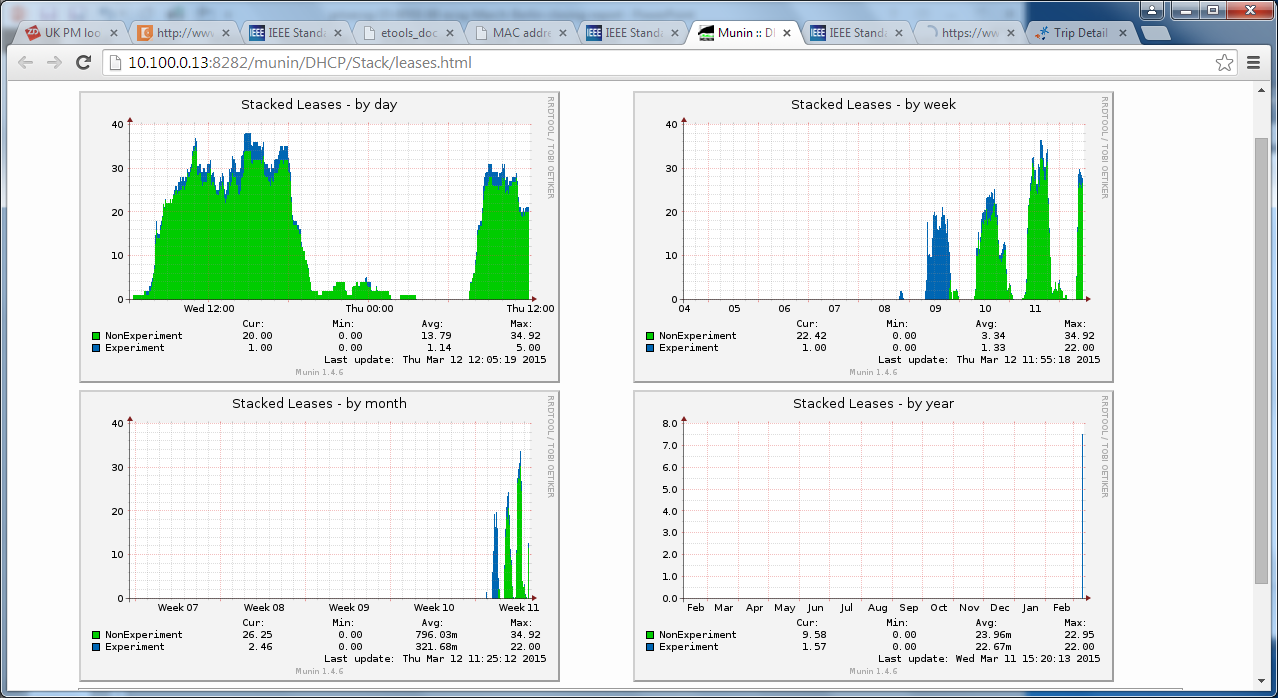 UK PM loo
http://www
IEEE Standa
etools_doc
MAC addre
IEEE Standa
Munin :: D
IEEE Standa
https://ww
Trip Detail
10.100.0.13:8282/munin/DHCP/Stack/leases.html
Stacked Leases - by day
RRDTOOL / TOBI OETIKER
40
30
20
10
0
Wed 12:00 Thu 00:00 Thu 12:00
Cur: Min: Avg: Max:
NonExperiment 20.00 0.00 13.79 34.92
Experiment 1.00 0.00 1.14 5.00
Last update: Thu Mar 12 12:05:19 2015
Munin 1.4.6
Stacked Leases - by week
RRDTOOL / TOBI OETIKER
40
30
20
10
0
04 05 06 07 08 09 10 11
Cur: Min: Avg: Max:
NonExperiment 22.42 0.00 3.34 34.92
Experiment 1.00 0.00 1.33 22.00
Last update: Thu Mar 12 11:55:18 2015
Munin 1.4.6
Stacked Leases - by month
RRDTOOL / TOBI OETIKER
40
30
20
10
0
Week 07 Week 08 Week 09 Week 10 Week 11
Cur: Min: Avg: Max:
NonExperiment 26.25 0.00 796.03m 34.92
Experiment 2.46 0.00 321.68m 22.00
Last update: Thu Mar 12 11:25:12 2015
Munin 1.4.6
Stacked Leases - by year
RRDTOOL / TOBI OETIKER
8.0
7.0
6.0
5.0
4.0
3.0
2.0
1.0
0.0
Feb Mar Apr May Jun Jul Aug Sep Oct Nov Dec Jan Feb
Cur: Min: Avg: Max:
NonExperiment 9.58 0.00 23.96m 22.95
Experiment 1.57 0.00 22.67m 22.00
Last update: Wed Mar 11 15:20:13 2015
Munin 1.4.6